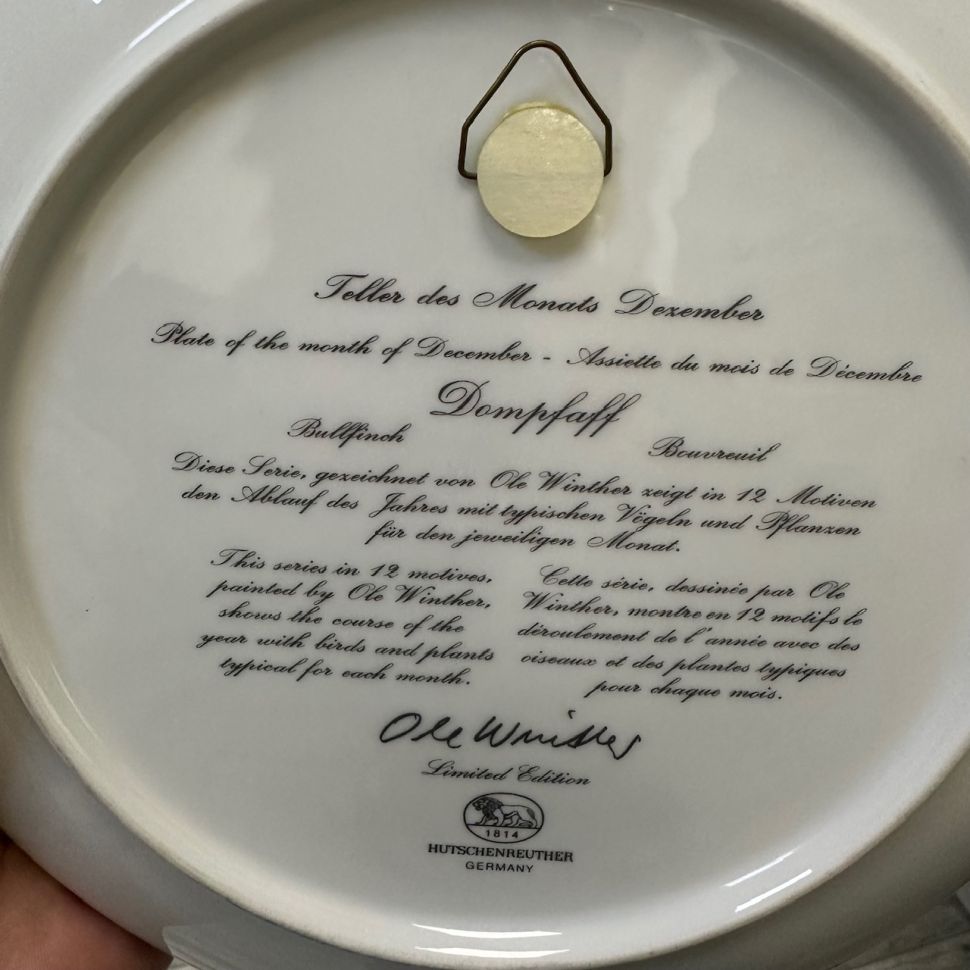 Teller des Monats Dezember
Plate of the month of December - Assiette du mois de Décembre
Dompfaff
Bullfinch
Bouvreuil
Diese Serie, gezeichnet von Ole Winther zeigt in 12 Motiven
den Ablauf des Jahres mit typischen Vögeln und Pflanzen
für den jeweiligen Monat.
This series in 12 motives,
painted by Ole Winther,
shows the course of the
year with birds and plants
typical for each month.
Cette série, dessinée par Ole
Winther, montre en 12 motifs le
déroulement de l'année avec des
oiseaux et des plantes typiques
pour chaque mois.
Ole Winther
Limited Edition
1814
HUTSCHENREUTHER
GERMANY